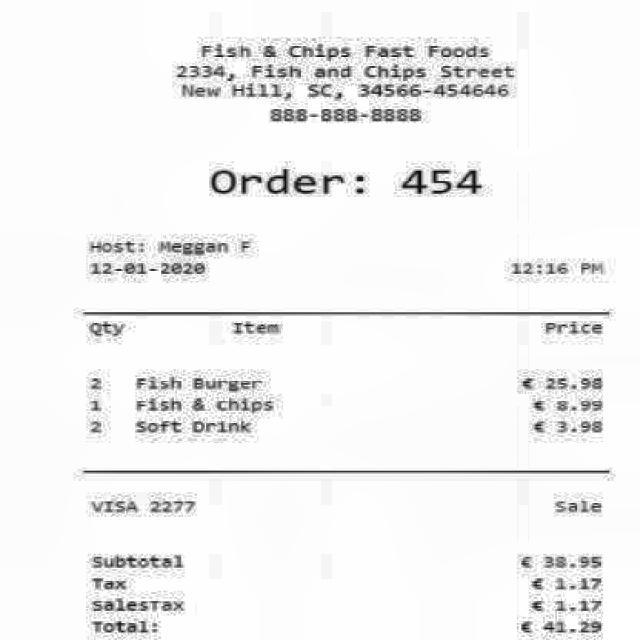 Fish & Chips Fast Foods
2334, Fish and Chips Street
New Hill, SC, 34566-454646
888-888-8888
Order: 454
Host: Meggan F
12-01-2020 12:16 PM
Qty Item Price
2 Fish Burger € 25.98
1 Fish & Chips € 8.99
2 Soft Drink € 3.98
VISA 2277 Sale
Subtotal € 38.95
Tax € 1.17
SalesTax € 1.17
Total: € 41.29